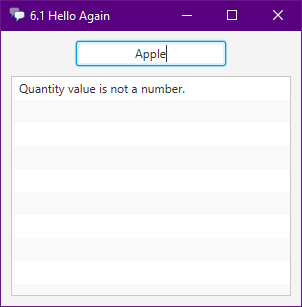 6.1 Hello Again
Apple
Quantity value is not a number.